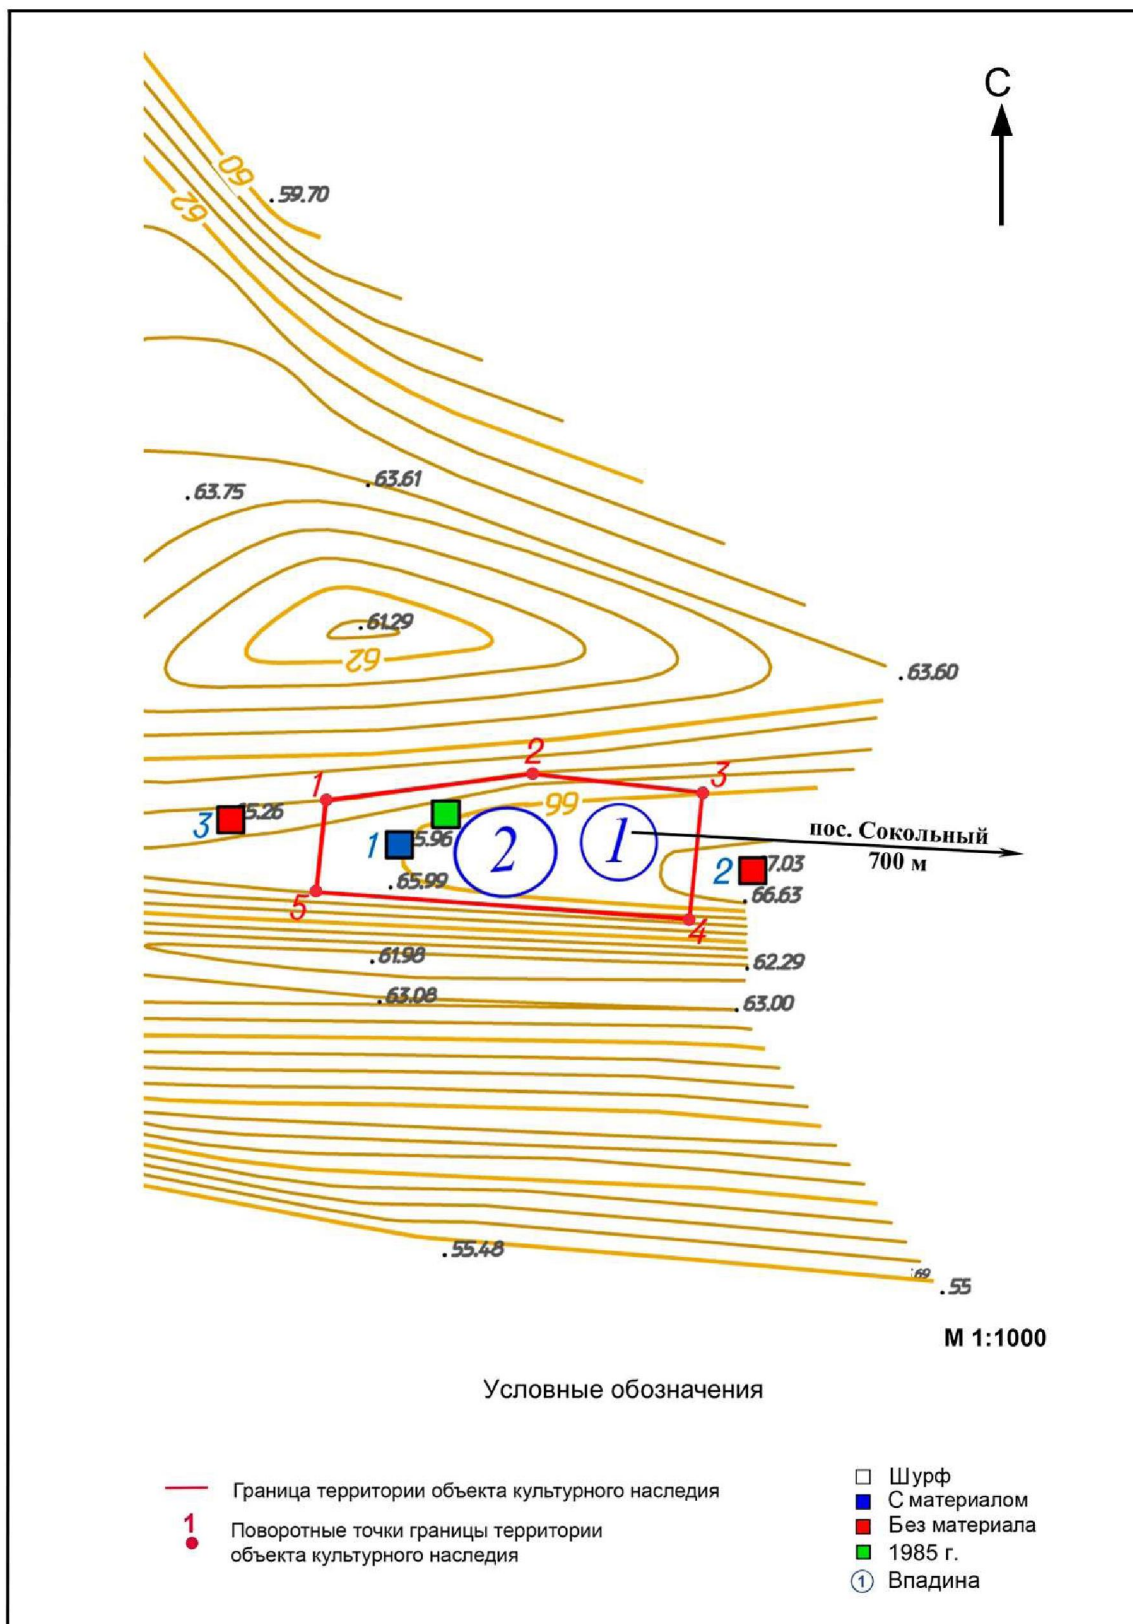 С
60
.59.70
62
.63.61
.63.75
.61.29
62
.63.60
2
1
3
66
3
5.26
1
5.96
2
1
пос. Сокольный
700 м
2
7.03
.65.99
.66.63
5
4
.61.98
.62.29
.63.08
.63.00
.55.48
.69
.55
М 1:1000
Условные обозначения
Граница территории объекта культурного наследия
1
Поворотные точки границы территории
объекта культурного наследия
Шурф
С материалом
Без материала
1985 г.
1 Впадина